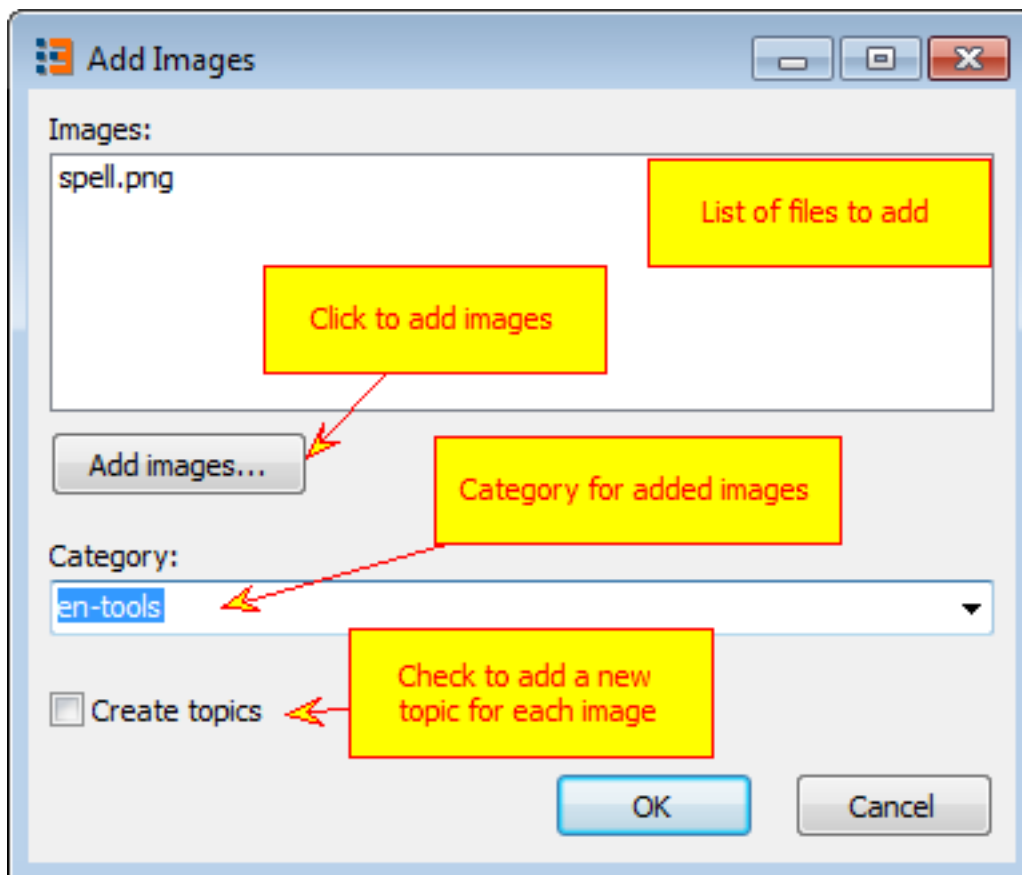 Add Images
Images:
spell.png
List of files to add
Click to add images
Add images...
Category for added images
Category:
en-tools
Check to add a new
topic for each image
Create topics
OK
Cancel